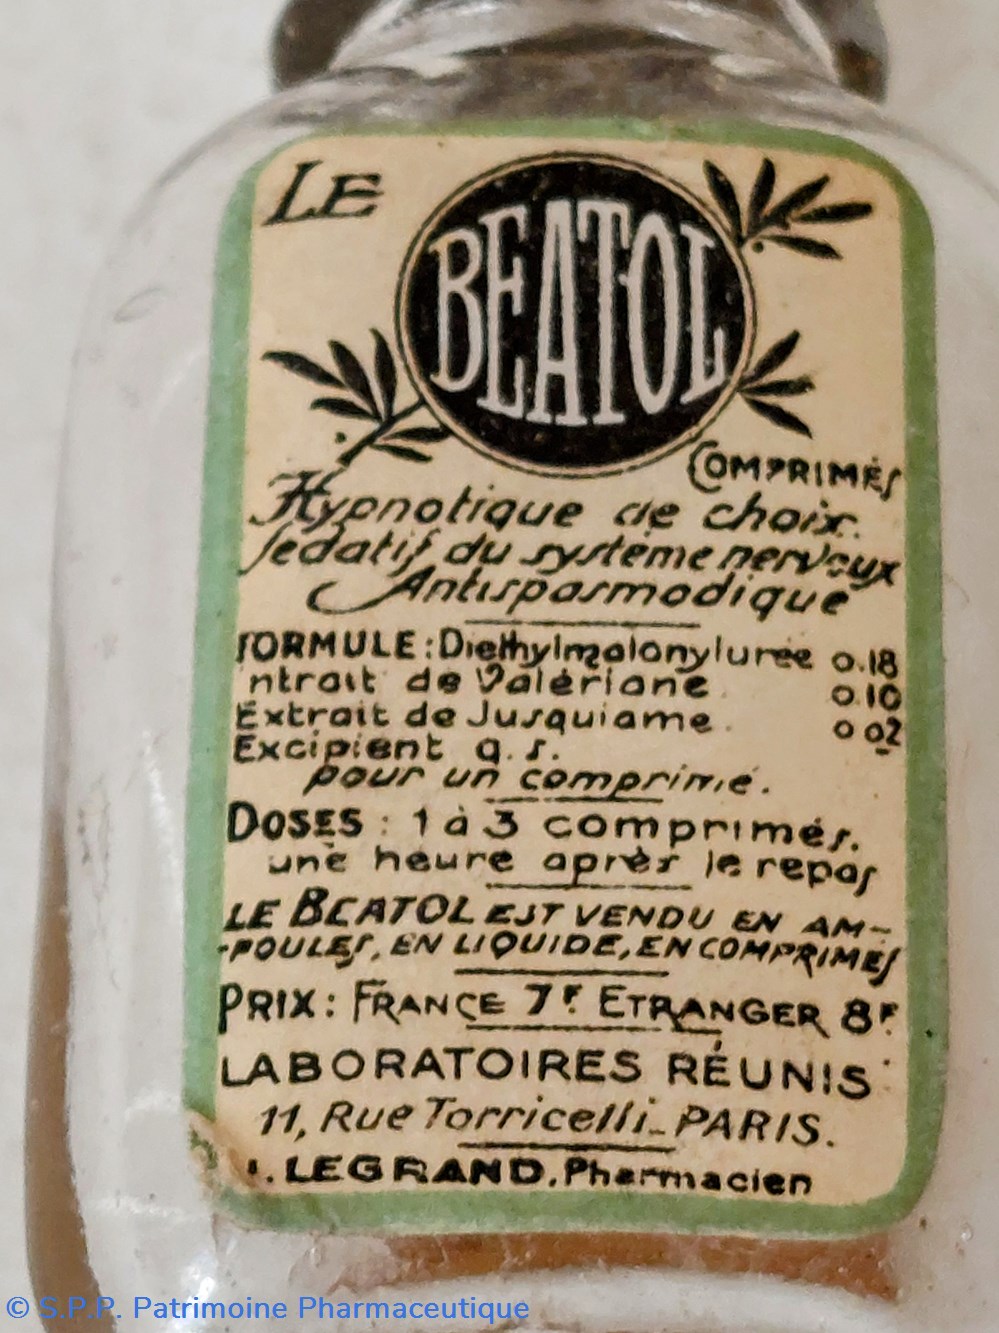 LE BEATOL
COMPRIMÉS
Hypnotique de choix.
Sédatif du système nerveux
Antispasmodique
FORMULE: Diethylmalonylurée 0.18
ntrait de Valériane 0.10
Extrait de Jusquiame. 0 02
Excipient q. s.
pour un comprimé.
DOSES: 1 à 3 comprimés.
une heure après le repas
LE BEATOL EST VENDU EN AM-
-POULES, EN LIQUIDE, EN COMPRIMÉS
PRIX: FRANCE 7F. ETRANGER 8F.
LABORATOIRES RÉUNIS
11, Rue Torricelli_PARIS.
. LEGRAND. Pharmacien
© S.P.P. Patrimoine Pharmaceutique